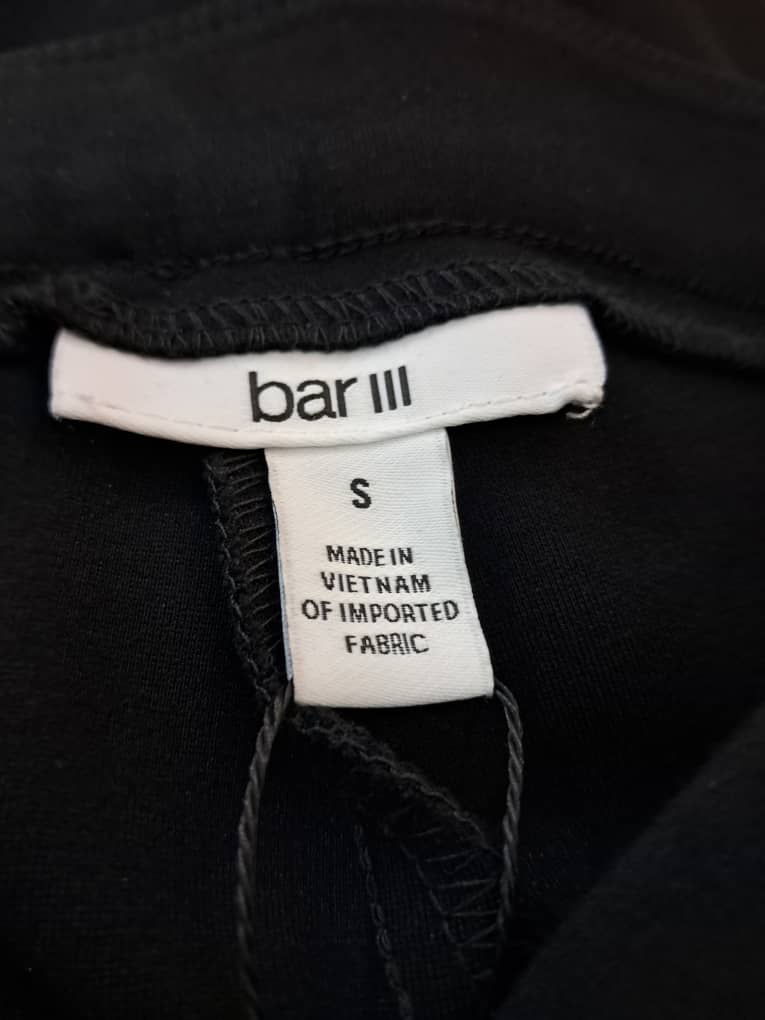 bar III
S
MADE IN
VIETNAM
OF IMPORTED
FABRIC